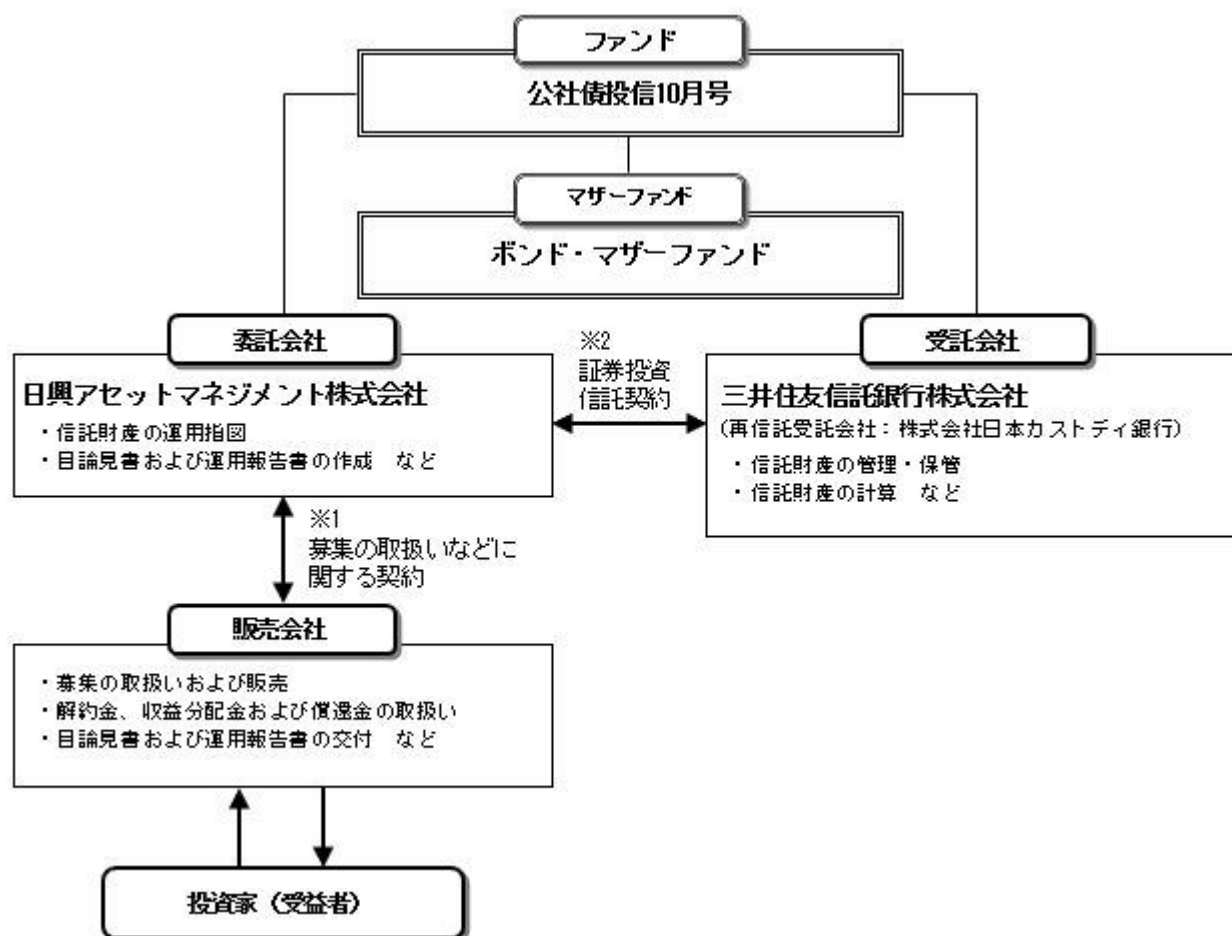 ファンド
公社債投信10月号
マザーファンド
ボンド・マザーファンド
委託会社
日興アセットマネジメント株式会社
・信託財産の運用指図
・目論見書および運用報告書の作成　など
※2
証券投資
信託契約
受託会社
三井住友信託銀行株式会社
(再信託受託会社：株式会社日本カストディ銀行)
・信託財産の管理・保管
・信託財産の計算　など
※1
募集の取扱いなどに
関する契約
販売会社
・募集の取扱いおよび販売
・解約金、収益分配金および償還金の取扱い
・目論見書および運用報告書の交付　など
投資家（受益者）